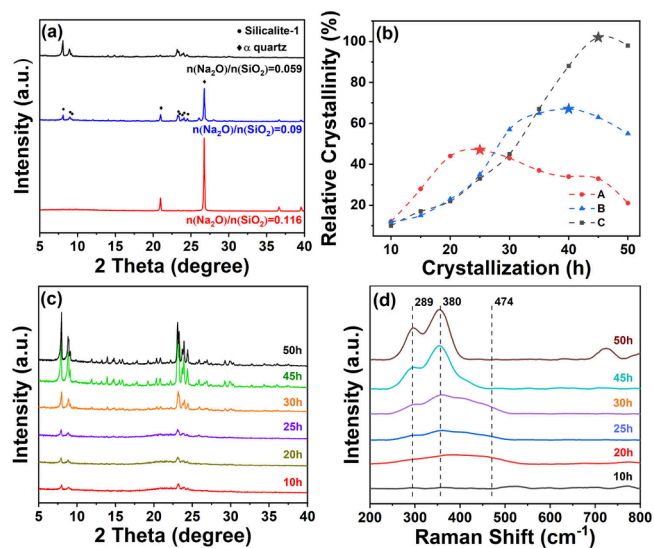 (a)
● Silicalite-1
♦ α quartz
n(Na₂O)/n(SiO₂)=0.059
n(Na₂O)/n(SiO₂)=0.09
n(Na₂O)/n(SiO₂)=0.116
Intensity (a.u.)
5 10 15 20 25 30 35 40
2 Theta (degree)
(b)
Relative Crystallinity (%)
100
80
60
40
20
A
B
C
10 20 30 40 50
Crystallization (h)
(c)
50h
45h
30h
25h
20h
10h
Intensity (a.u.)
5 10 15 20 25 30 35 40
2 Theta (degree)
(d)
289 380 474
50h
45h
30h
25h
20h
10h
Intensity (a.u.)
200 300 400 500 600 700 800
Raman Shift (cm⁻¹)